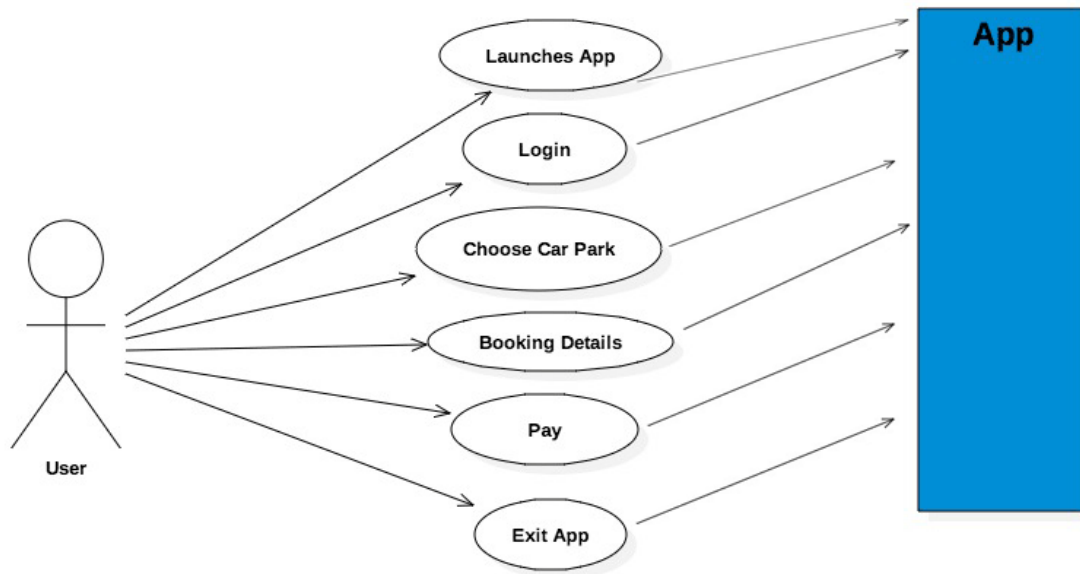 App
Launches App
Login
Choose Car Park
Booking Details
Pay
User
Exit App